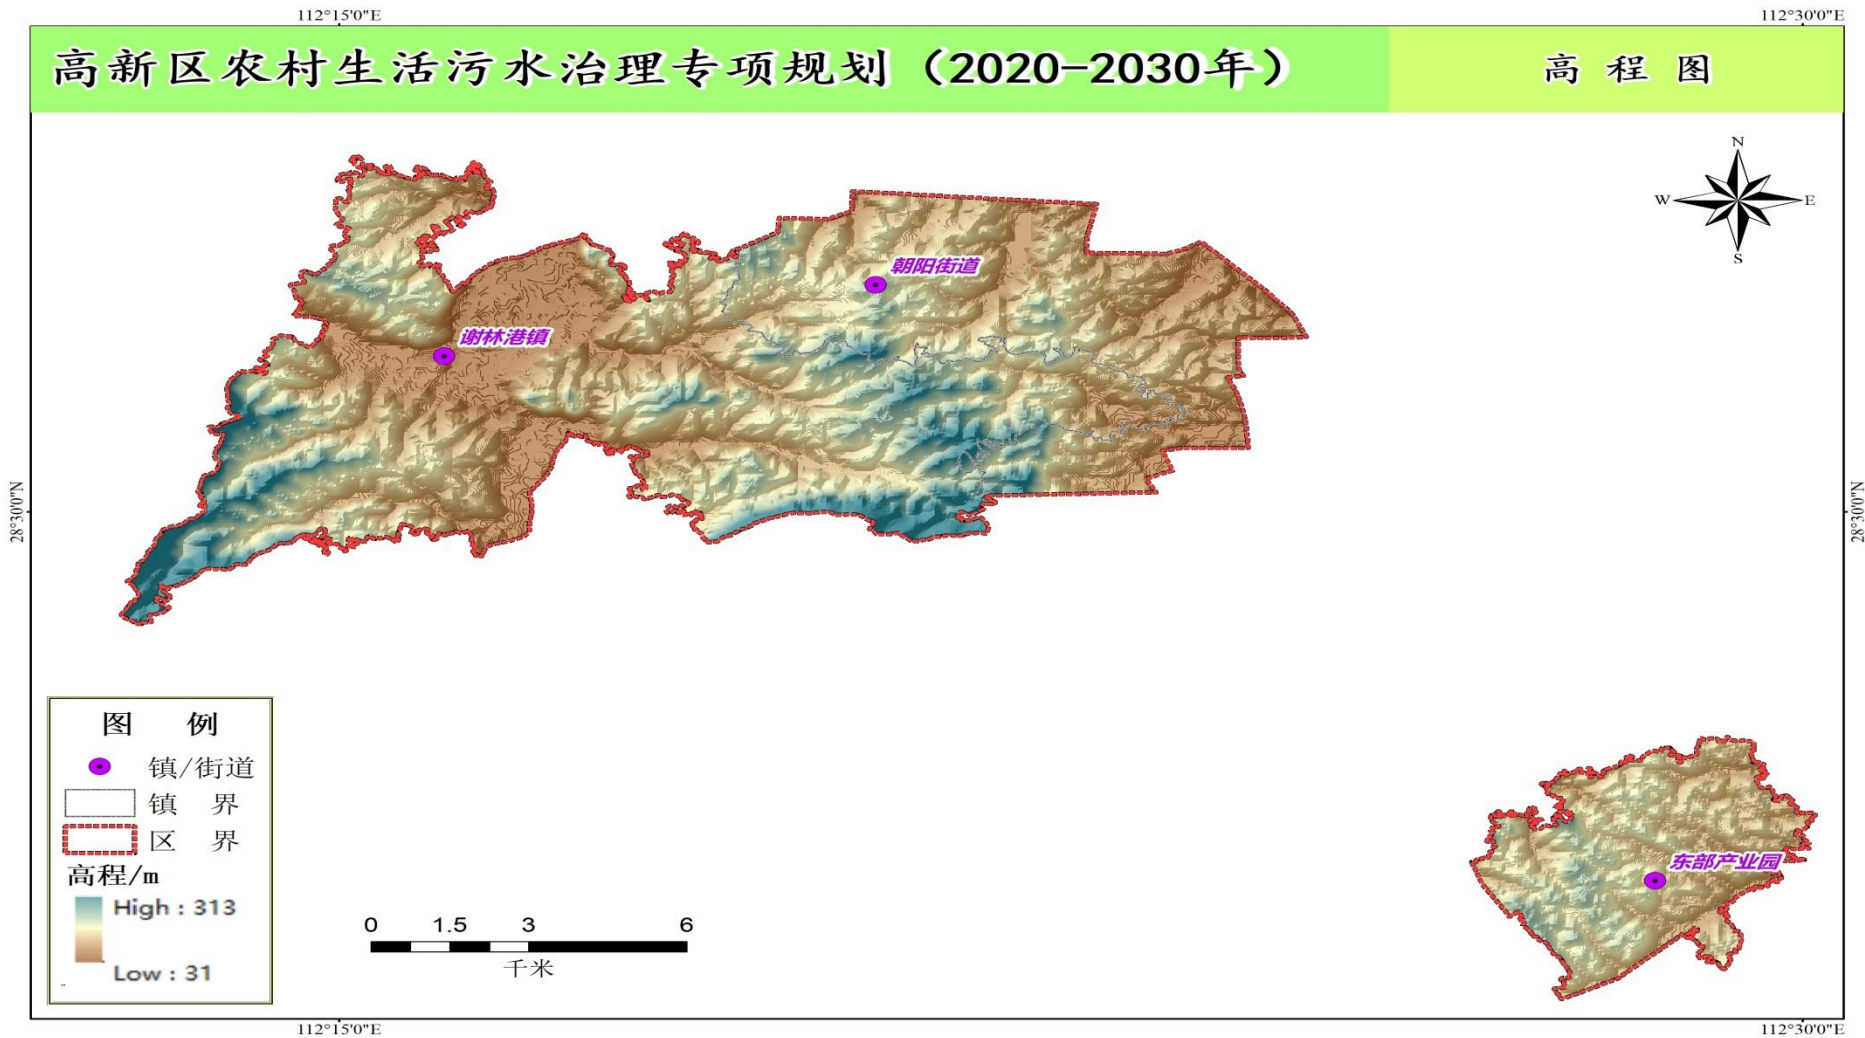 112°15'0"E
112°30'0"E
高新区农村生活污水治理专项规划（2020-2030年）
高 程 图
N
W
E
S
朝阳街道
谢林港镇
28°30'0"N
28°30'0"N
图 例
镇/街道
镇 界
区 界
高程/m
High : 313
Low : 31
0 1.5 3 6
千米
东部产业园
112°15'0"E
112°30'0"E